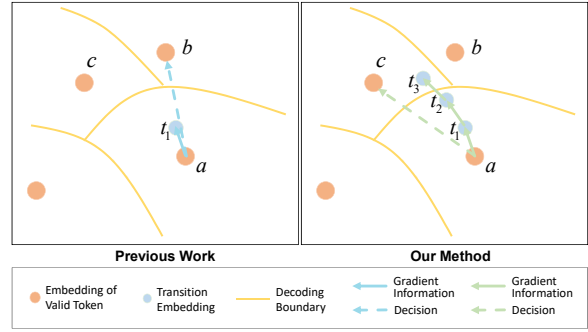 b
c
t1
a
b
c
t3
t2
t1
a
Previous Work
Our Method
Embedding of
Valid Token
Transition
Embedding
Decoding
Boundary
Gradient
Information
Decision
Gradient
Information
Decision